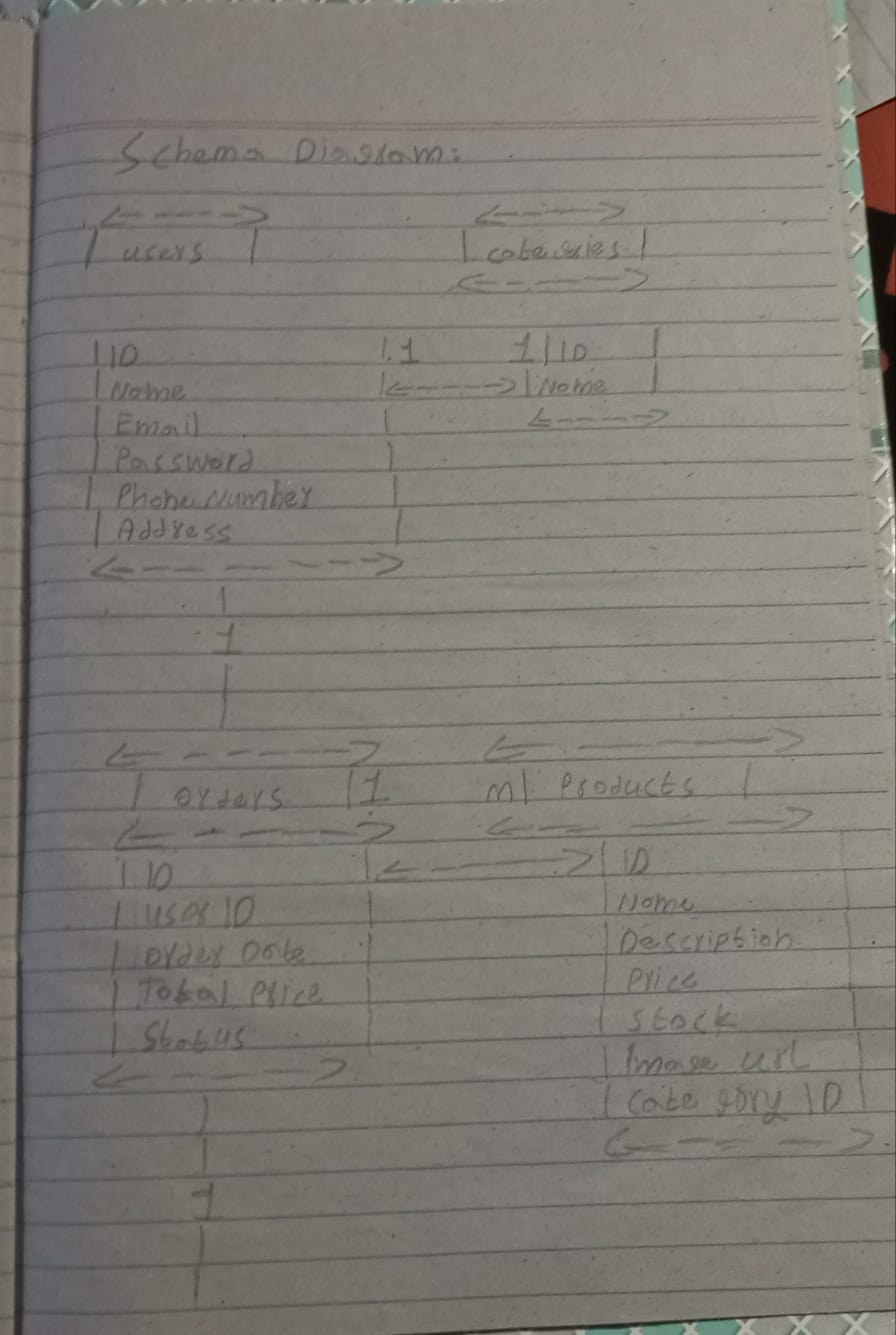 Schema Diagram:
<---->  <---->
| users |  | categories |
<---->
| ID |.1  1 | ID |
| Name |<---->| Name |
| Email |  <---->
| Password |
| Phone Number |
| Address |
<---->
|
1
|
|
<---->  <---->
| orders | 1  m | Products |
<---->  <---->
| ID |<---->| ID
| user ID |  | Name
| order Date |  | Description
| Total Price |  | Price
| Status |  | Stock |
<---->  | Image url |
|  | Category ID |
|  <---->
1
|
|